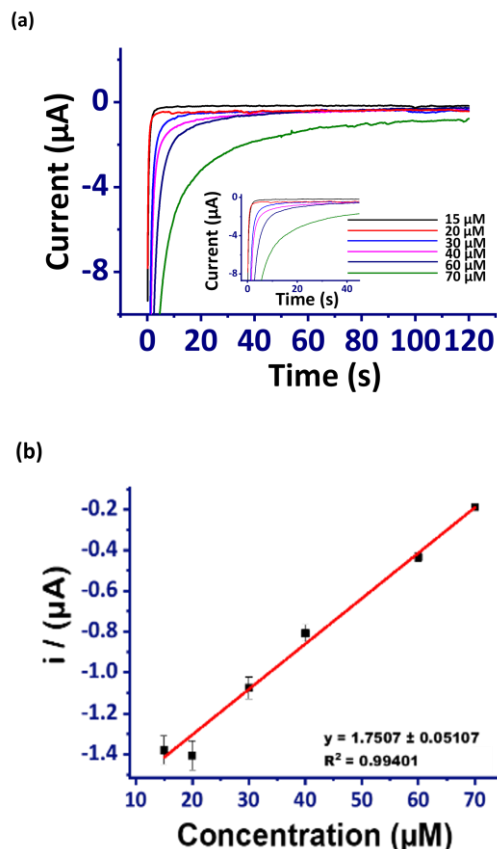 (a)
0
-4
-8
Current (μA)
0
-4
-8
Current (μA)
0 20 40
Time (s)
15 μM
20 μM
30 μM
40 μM
60 μM
70 μM
0 20 40 60 80 100 120
Time (s)
(b)
-0.2
-0.4
-0.6
-0.8
-1.0
-1.2
-1.4
i / (μA)
y = 1.7507 ± 0.05107
R² = 0.99401
10 20 30 40 50 60 70
Concentration (μM)